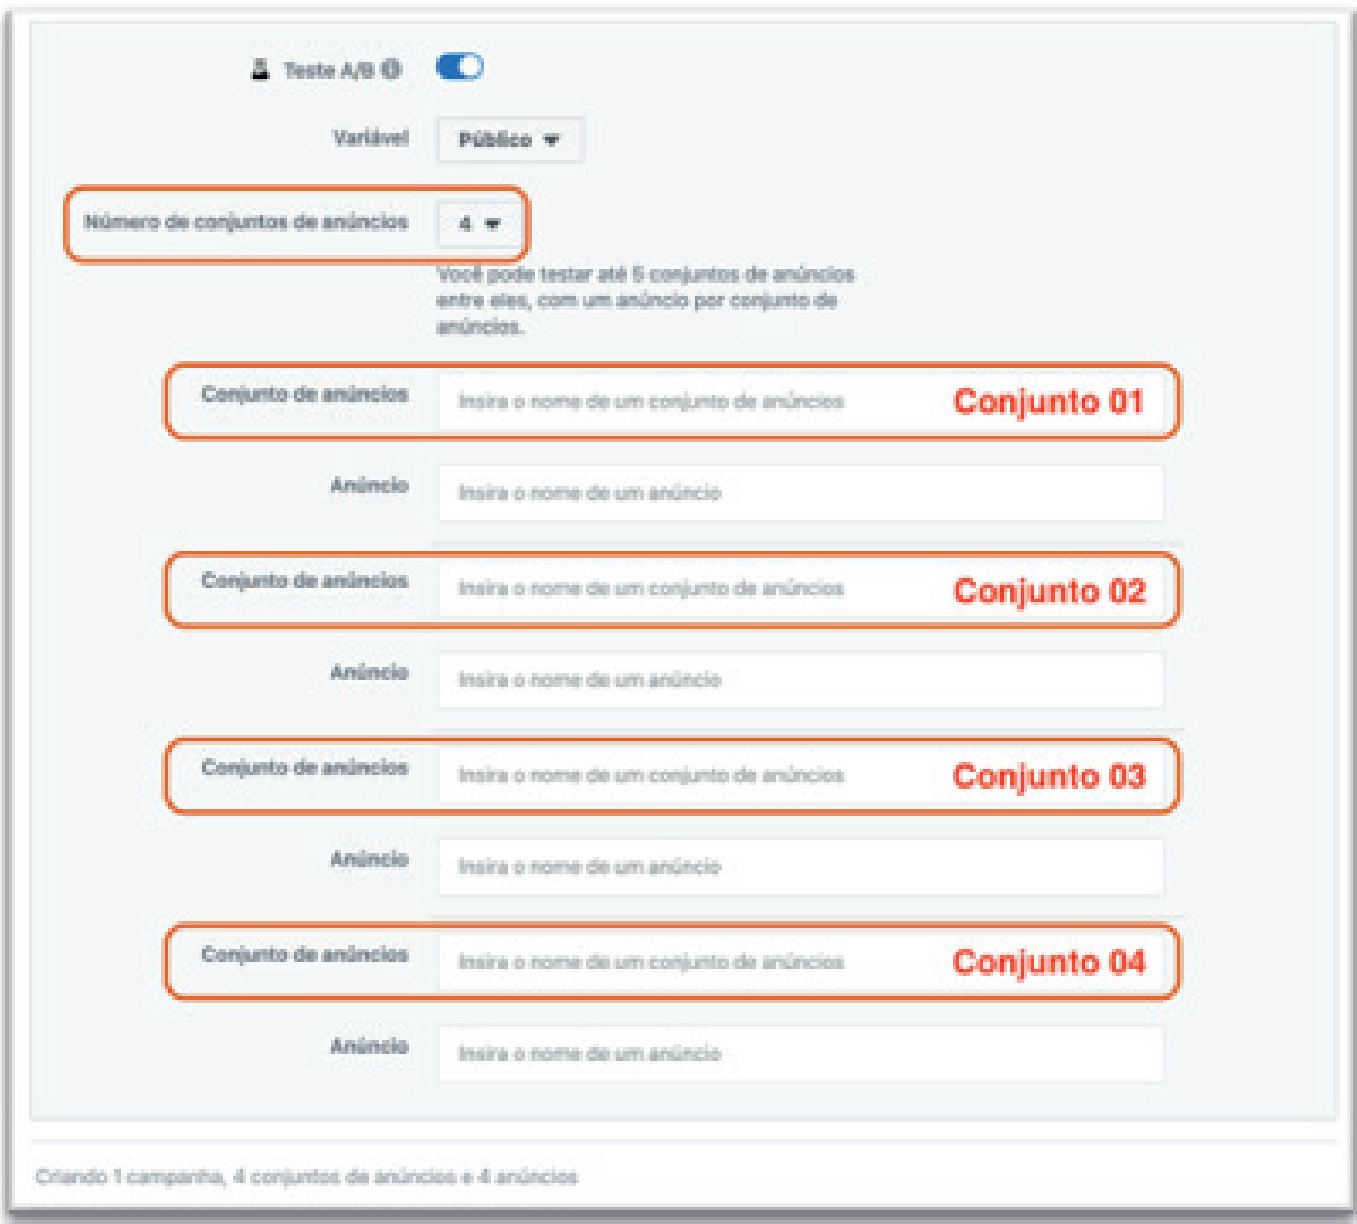 Teste A/B
Variável Público
Número de conjuntos de anúncios 4
Você pode testar até 5 conjuntos de anúncios
entre eles, com um anúncio por conjunto de
anúncios.
Conjunto de anúncios Insira o nome de um conjunto de anúncios Conjunto 01
Anúncio Insira o nome de um anúncio
Conjunto de anúncios Insira o nome de um conjunto de anúncios Conjunto 02
Anúncio Insira o nome de um anúncio
Conjunto de anúncios Insira o nome de um conjunto de anúncios Conjunto 03
Anúncio Insira o nome de um anúncio
Conjunto de anúncios Insira o nome de um conjunto de anúncios Conjunto 04
Anúncio Insira o nome de um anúncio
Criando 1 campanha, 4 conjuntos de anúncios e 4 anúncios